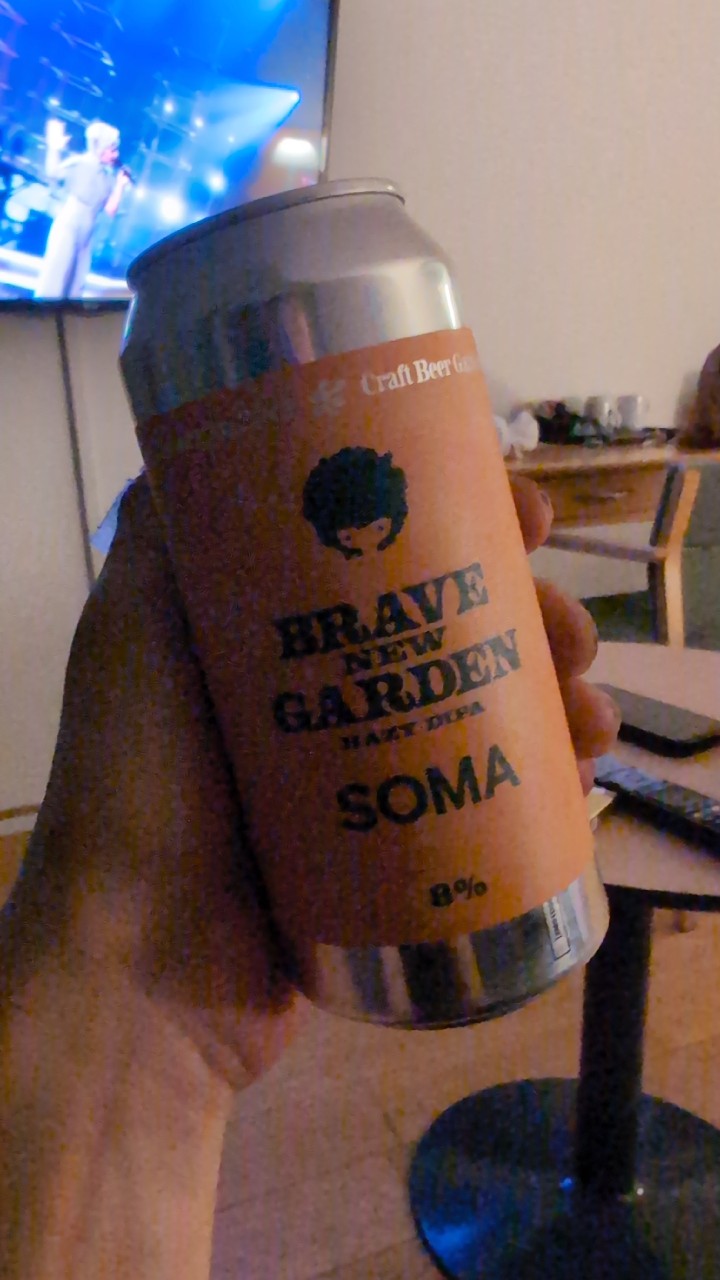 Craft Beer
BRAVE
NEW
GARDEN
HAZY DIPA
SOMA
8%